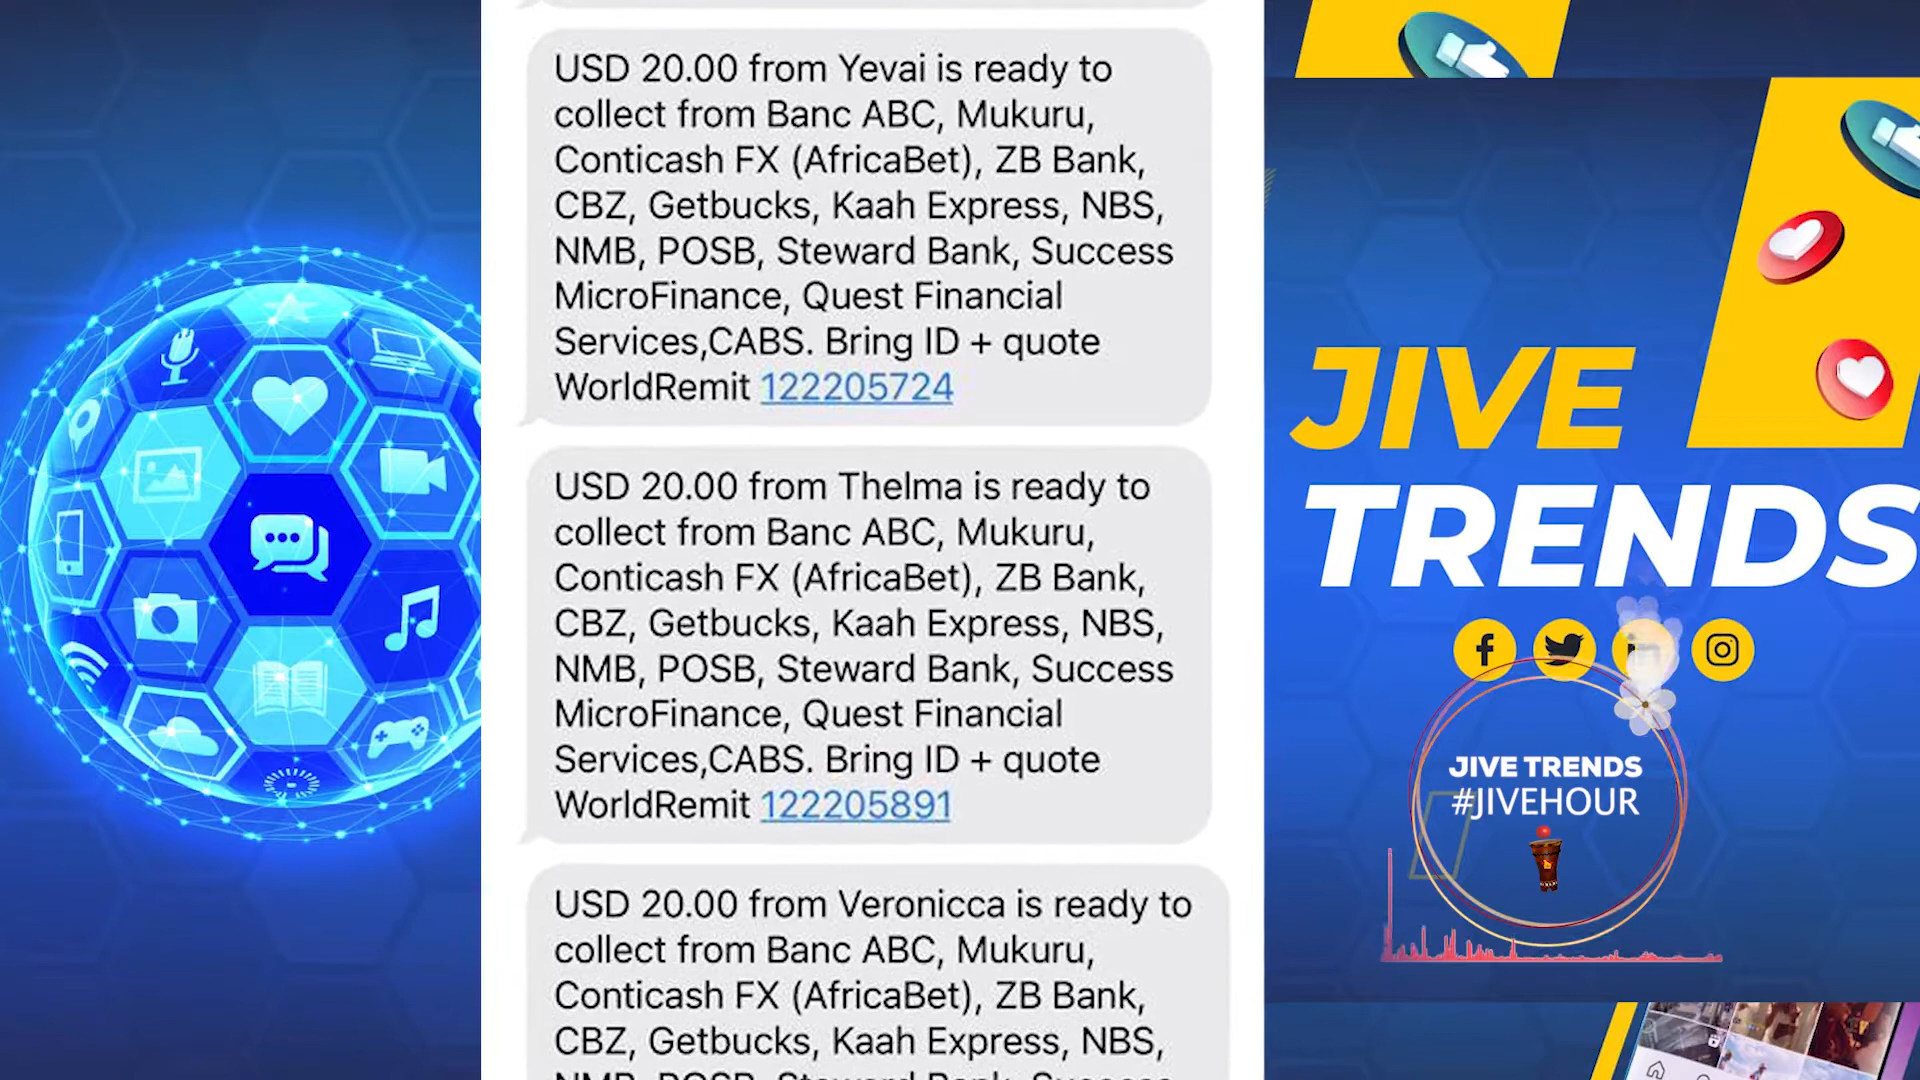 USD 20.00 from Yevai is ready to
collect from Banc ABC, Mukuru,
Conticash FX (AfricaBet), ZB Bank,
CBZ, Getbucks, Kaah Express, NBS,
NMB, POSB, Steward Bank, Success
MicroFinance, Quest Financial
Services,CABS. Bring ID + quote
WorldRemit 122205724
USD 20.00 from Thelma is ready to
collect from Banc ABC, Mukuru,
Conticash FX (AfricaBet), ZB Bank,
CBZ, Getbucks, Kaah Express, NBS,
NMB, POSB, Steward Bank, Success
MicroFinance, Quest Financial
Services,CABS. Bring ID + quote
WorldRemit 122205891
USD 20.00 from Veronicca is ready to
collect from Banc ABC, Mukuru,
Conticash FX (AfricaBet), ZB Bank,
CBZ, Getbucks, Kaah Express, NBS,
NMB, POSB, Steward Bank, Success
JIVE
TRENDS
JIVE TRENDS
#JIVEHOUR